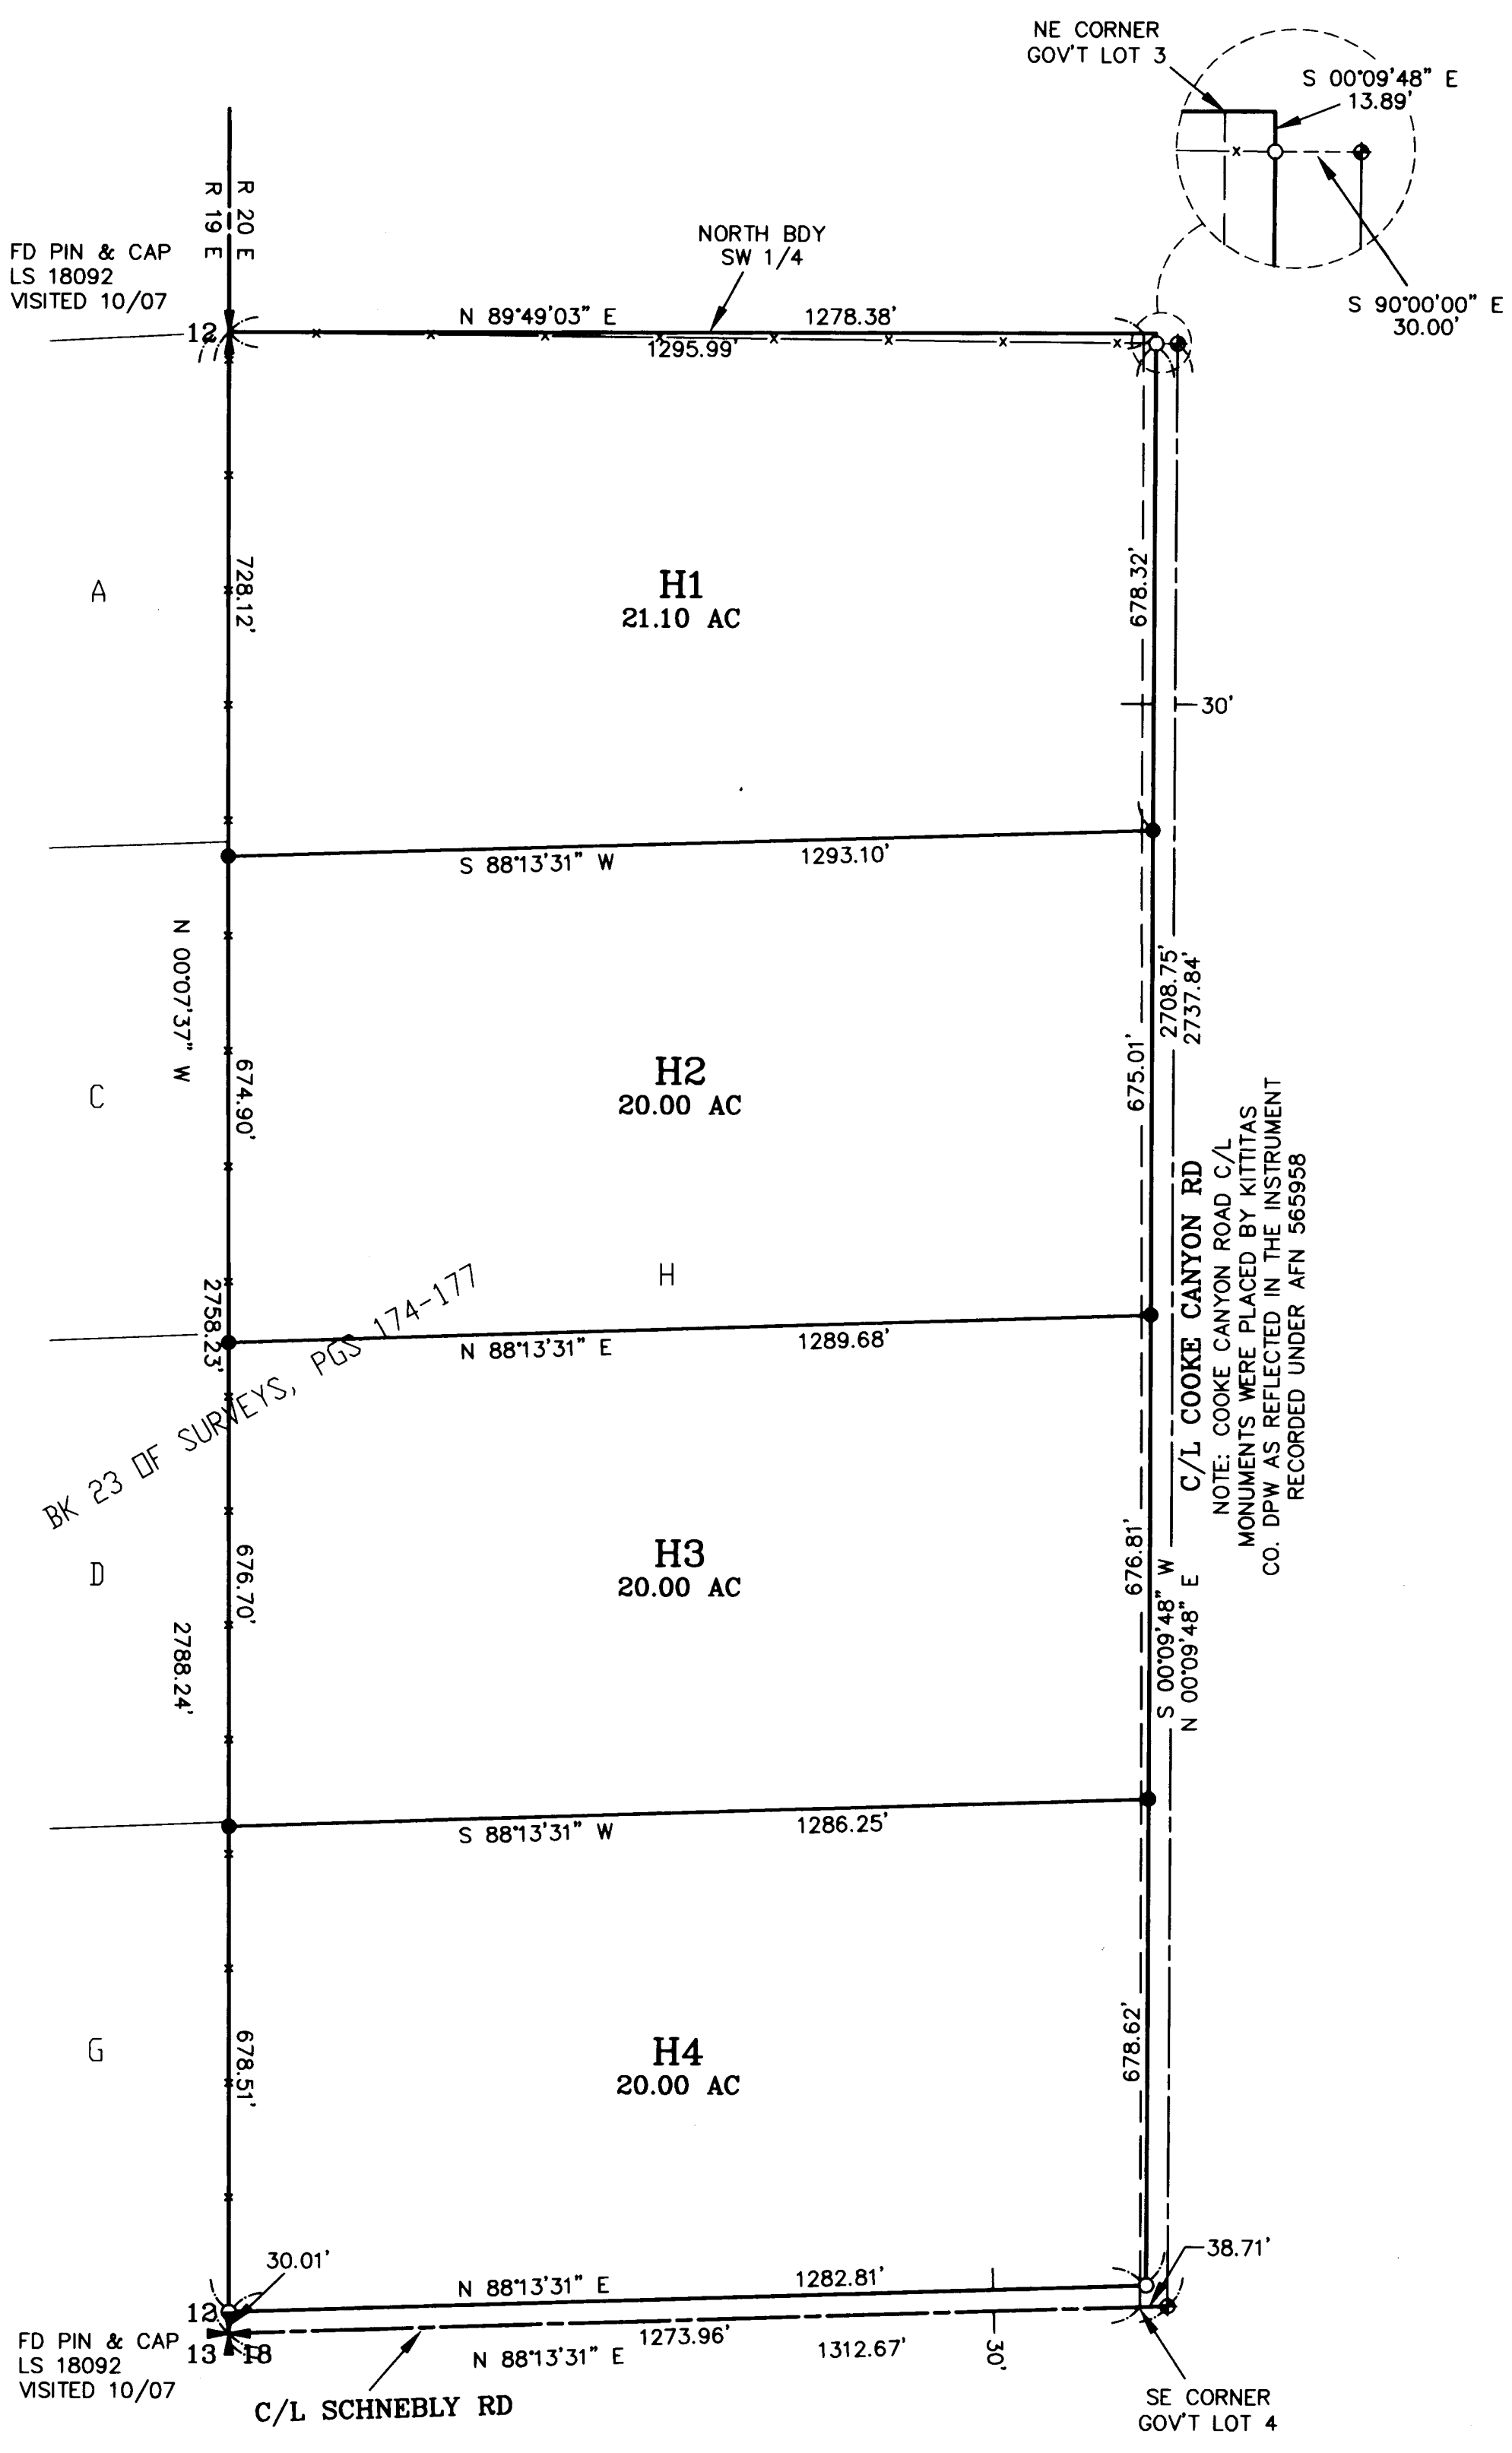 NE CORNER
GOV'T LOT 3
S 00°09'48" E
13.89'
S 90°00'00" E
30.00'
R 20 E
R 19 E
FD PIN & CAP
LS 18092
VISITED 10/07
12
NORTH BDY
SW 1/4
N 89°49'03" E 1278.38'
1295.99'
A
728.12'
H1
21.10 AC
678.32'
30'
S 88°13'31" W 1293.10'
N 00°07'37" W
C
674.90'
H2
20.00 AC
675.01'
2708.75'
2737.84'
H
2758.23'
N 88°13'31" E 1289.68'
BK 23 OF SURVEYS, PGS 174-177
C/L COOKE CANYON RD
NOTE: COOKE CANYON ROAD C/L
MONUMENTS WERE PLACED BY KITTITAS
CO. DPW AS REFLECTED IN THE INSTRUMENT
RECORDED UNDER AFN 565958
D
676.70'
H3
20.00 AC
676.81'
S 00°09'48" W
N 00°09'48" E
2788.24'
S 88°13'31" W 1286.25'
G
678.51'
H4
20.00 AC
678.62'
30.01'
38.71'
N 88°13'31" E 1282.81'
12
13 18
FD PIN & CAP
LS 18092
VISITED 10/07
1273.96'
N 88°13'31" E 1312.67'
30'
C/L SCHNEBLY RD
SE CORNER
GOV'T LOT 4